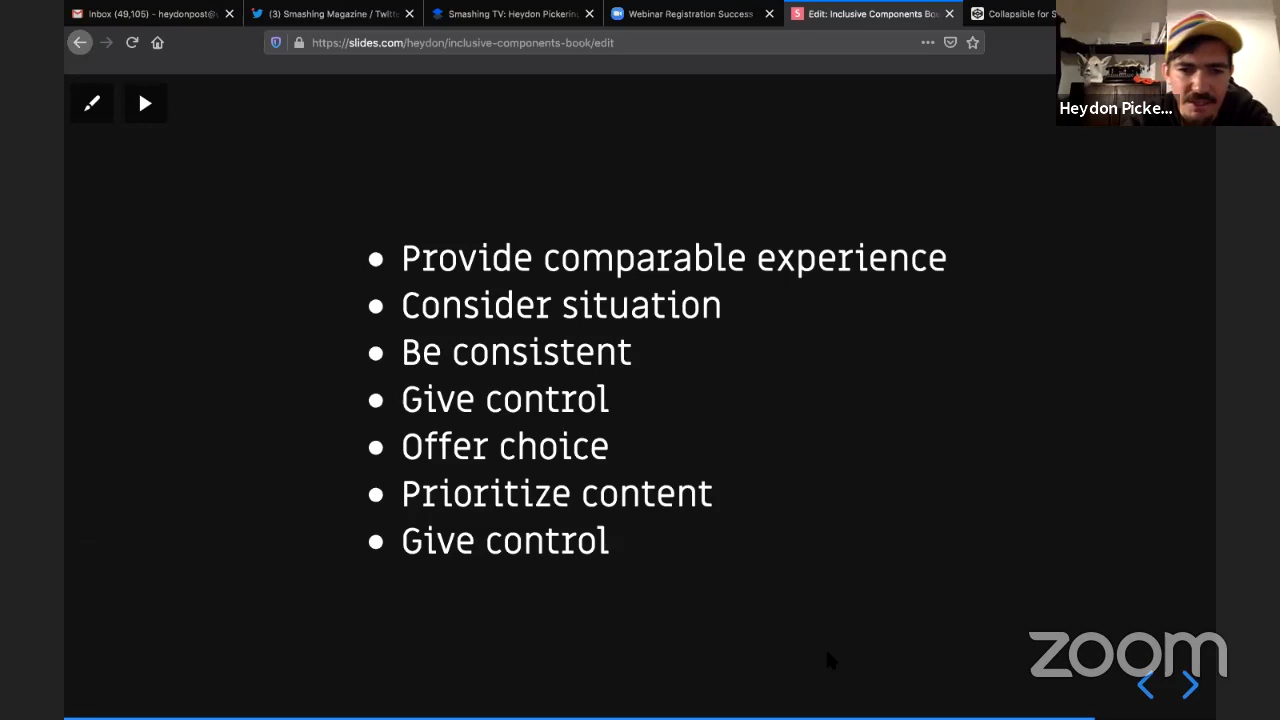 Inbox (49,105) - heydonpost@
(3) Smashing Magazine / Twitte
Smashing TV: Heydon Pickerin
Webinar Registration Success
Edit: Inclusive Components Bo
Collapsible for S
https://slides.com/heydon/inclusive-components-book/edit
Heydon Picke...
• Provide comparable experience
• Consider situation
• Be consistent
• Give control
• Offer choice
• Prioritize content
• Give control
zoom